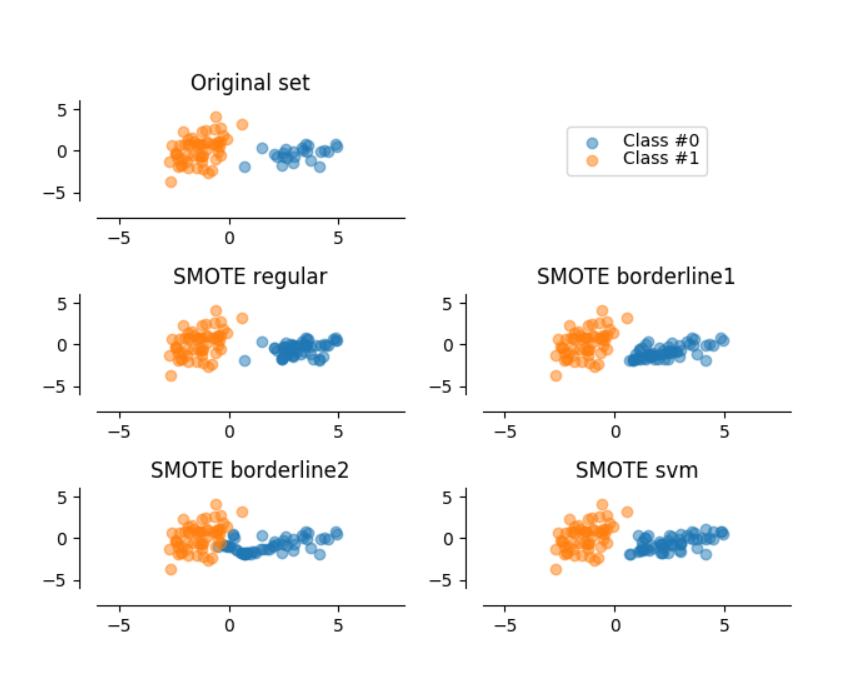 Original set
5
0
−5
−5 0 5
Class #0
Class #1
SMOTE regular
5
0
−5
−5 0 5
SMOTE borderline1
5
0
−5
−5 0 5
SMOTE borderline2
5
0
−5
−5 0 5
SMOTE svm
5
0
−5
−5 0 5